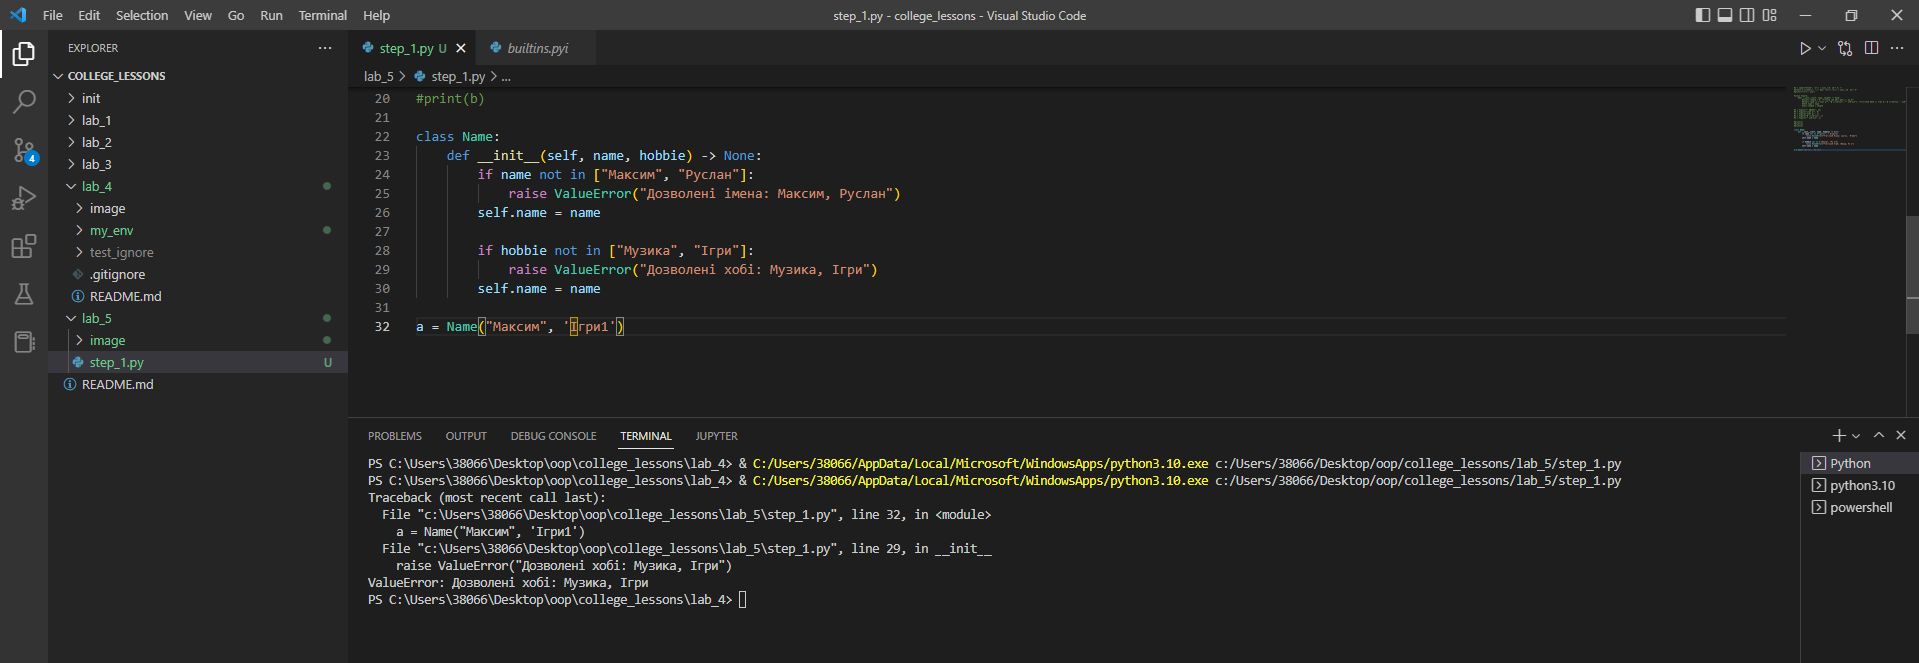 File Edit Selection View Go Run Terminal Help
step_1.py - college_lessons - Visual Studio Code
EXPLORER
COLLEGE_LESSONS
init
lab_1
lab_2
lab_3
lab_4
image
my_env
test_ignore
.gitignore
README.md
lab_5
image
step_1.py U
README.md
4
step_1.py U
builtins.pyi
lab_5 > step_1.py > ...
20 #print(b)
21
22 class Name:
23 def __init__(self, name, hobbie) -> None:
24 if name not in ["Максим", "Руслан"]:
25 raise ValueError("Дозволені імена: Максим, Руслан")
26 self.name = name
27
28 if hobbie not in ["Музика", "Ігри"]:
29 raise ValueError("Дозволені хобі: Музика, Ігри")
30 self.name = name
31
32 a = Name("Максим", 'Ігри1')
PROBLEMS OUTPUT DEBUG CONSOLE TERMINAL JUPYTER
PS C:\Users\38066\Desktop\oop\college_lessons\lab_4> & C:/Users/38066/AppData/Local/Microsoft/WindowsApps/python3.10.exe c:/Users/38066/Desktop/oop/college_lessons/lab_5/step_1.py
PS C:\Users\38066\Desktop\oop\college_lessons\lab_4> & C:/Users/38066/AppData/Local/Microsoft/WindowsApps/python3.10.exe c:/Users/38066/Desktop/oop/college_lessons/lab_5/step_1.py
Traceback (most recent call last):
File "c:\Users\38066\Desktop\oop\college_lessons\lab_5\step_1.py", line 32, in <module>
a = Name("Максим", 'Ігри1')
File "c:\Users\38066\Desktop\oop\college_lessons\lab_5\step_1.py", line 29, in __init__
raise ValueError("Дозволені хобі: Музика, Ігри")
ValueError: Дозволені хобі: Музика, Ігри
PS C:\Users\38066\Desktop\oop\college_lessons\lab_4>
Python
python3.10
powershell